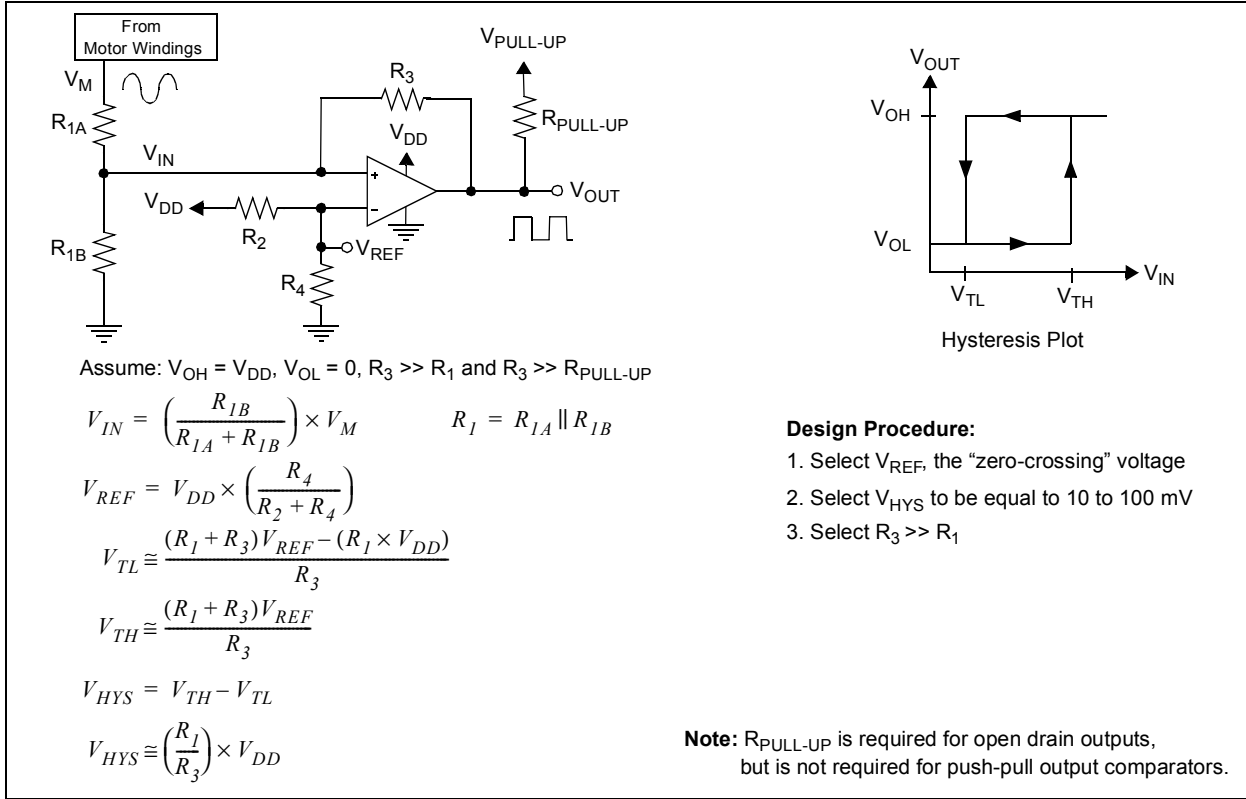 From
Motor Windings
V_M
R_1A
V_IN
R_1B
V_DD
R_2
R_3
V_DD
+
−
V_REF
R_4
V_PULL-UP
R_PULL-UP
V_OUT
V_OUT
V_OH
V_OL
V_TL
V_TH
V_IN
Hysteresis Plot
Assume: V_OH = V_DD, V_OL = 0, R_3 >> R_1 and R_3 >> R_PULL-UP
V_IN = (R_1B / (R_1A + R_1B)) × V_M
R_1 = R_1A || R_1B
V_REF = V_DD × (R_4 / (R_2 + R_4))
V_TL ≅ ((R_1 + R_3)V_REF – (R_1 × V_DD)) / R_3
V_TH ≅ ((R_1 + R_3)V_REF) / R_3
V_HYS = V_TH – V_TL
V_HYS ≅ (R_1 / R_3) × V_DD
Design Procedure:
1. Select V_REF, the “zero-crossing” voltage
2. Select V_HYS to be equal to 10 to 100 mV
3. Select R_3 >> R_1
Note: R_PULL-UP is required for open drain outputs,
but is not required for push-pull output comparators.